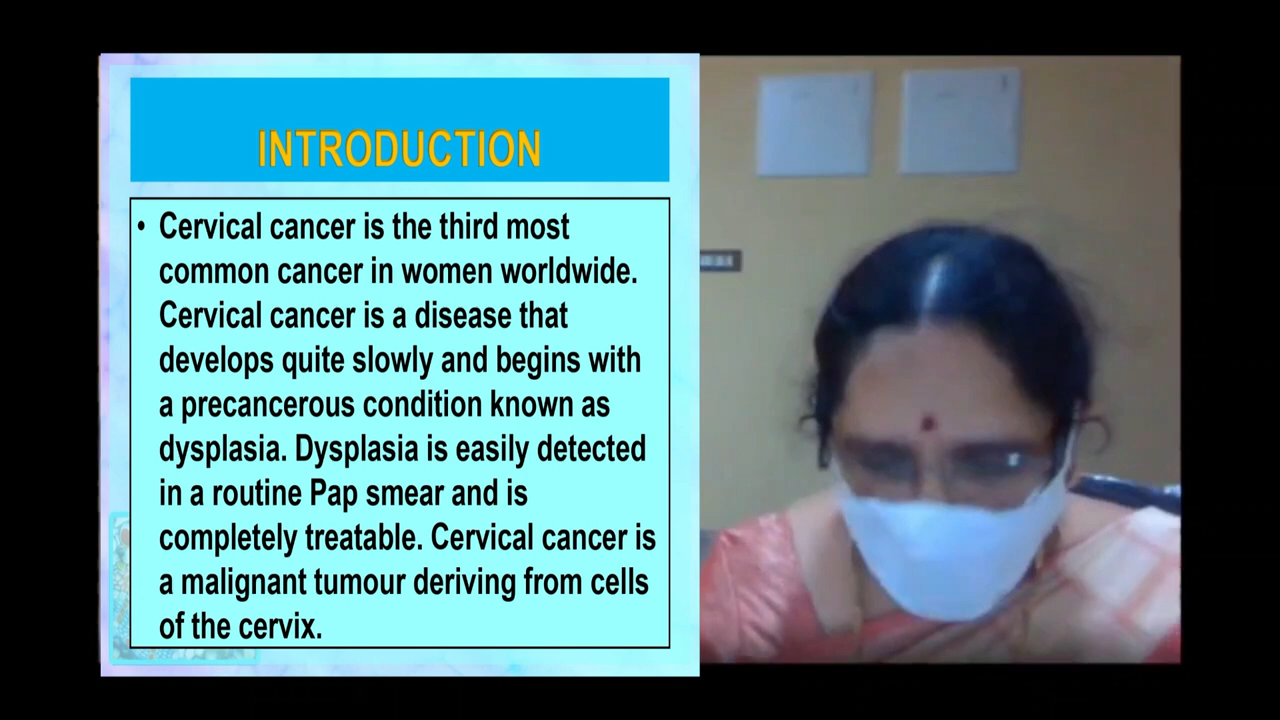 INTRODUCTION
• Cervical cancer is the third most
common cancer in women worldwide.
Cervical cancer is a disease that
develops quite slowly and begins with
a precancerous condition known as
dysplasia. Dysplasia is easily detected
in a routine Pap smear and is
completely treatable. Cervical cancer is
a malignant tumour deriving from cells
of the cervix.